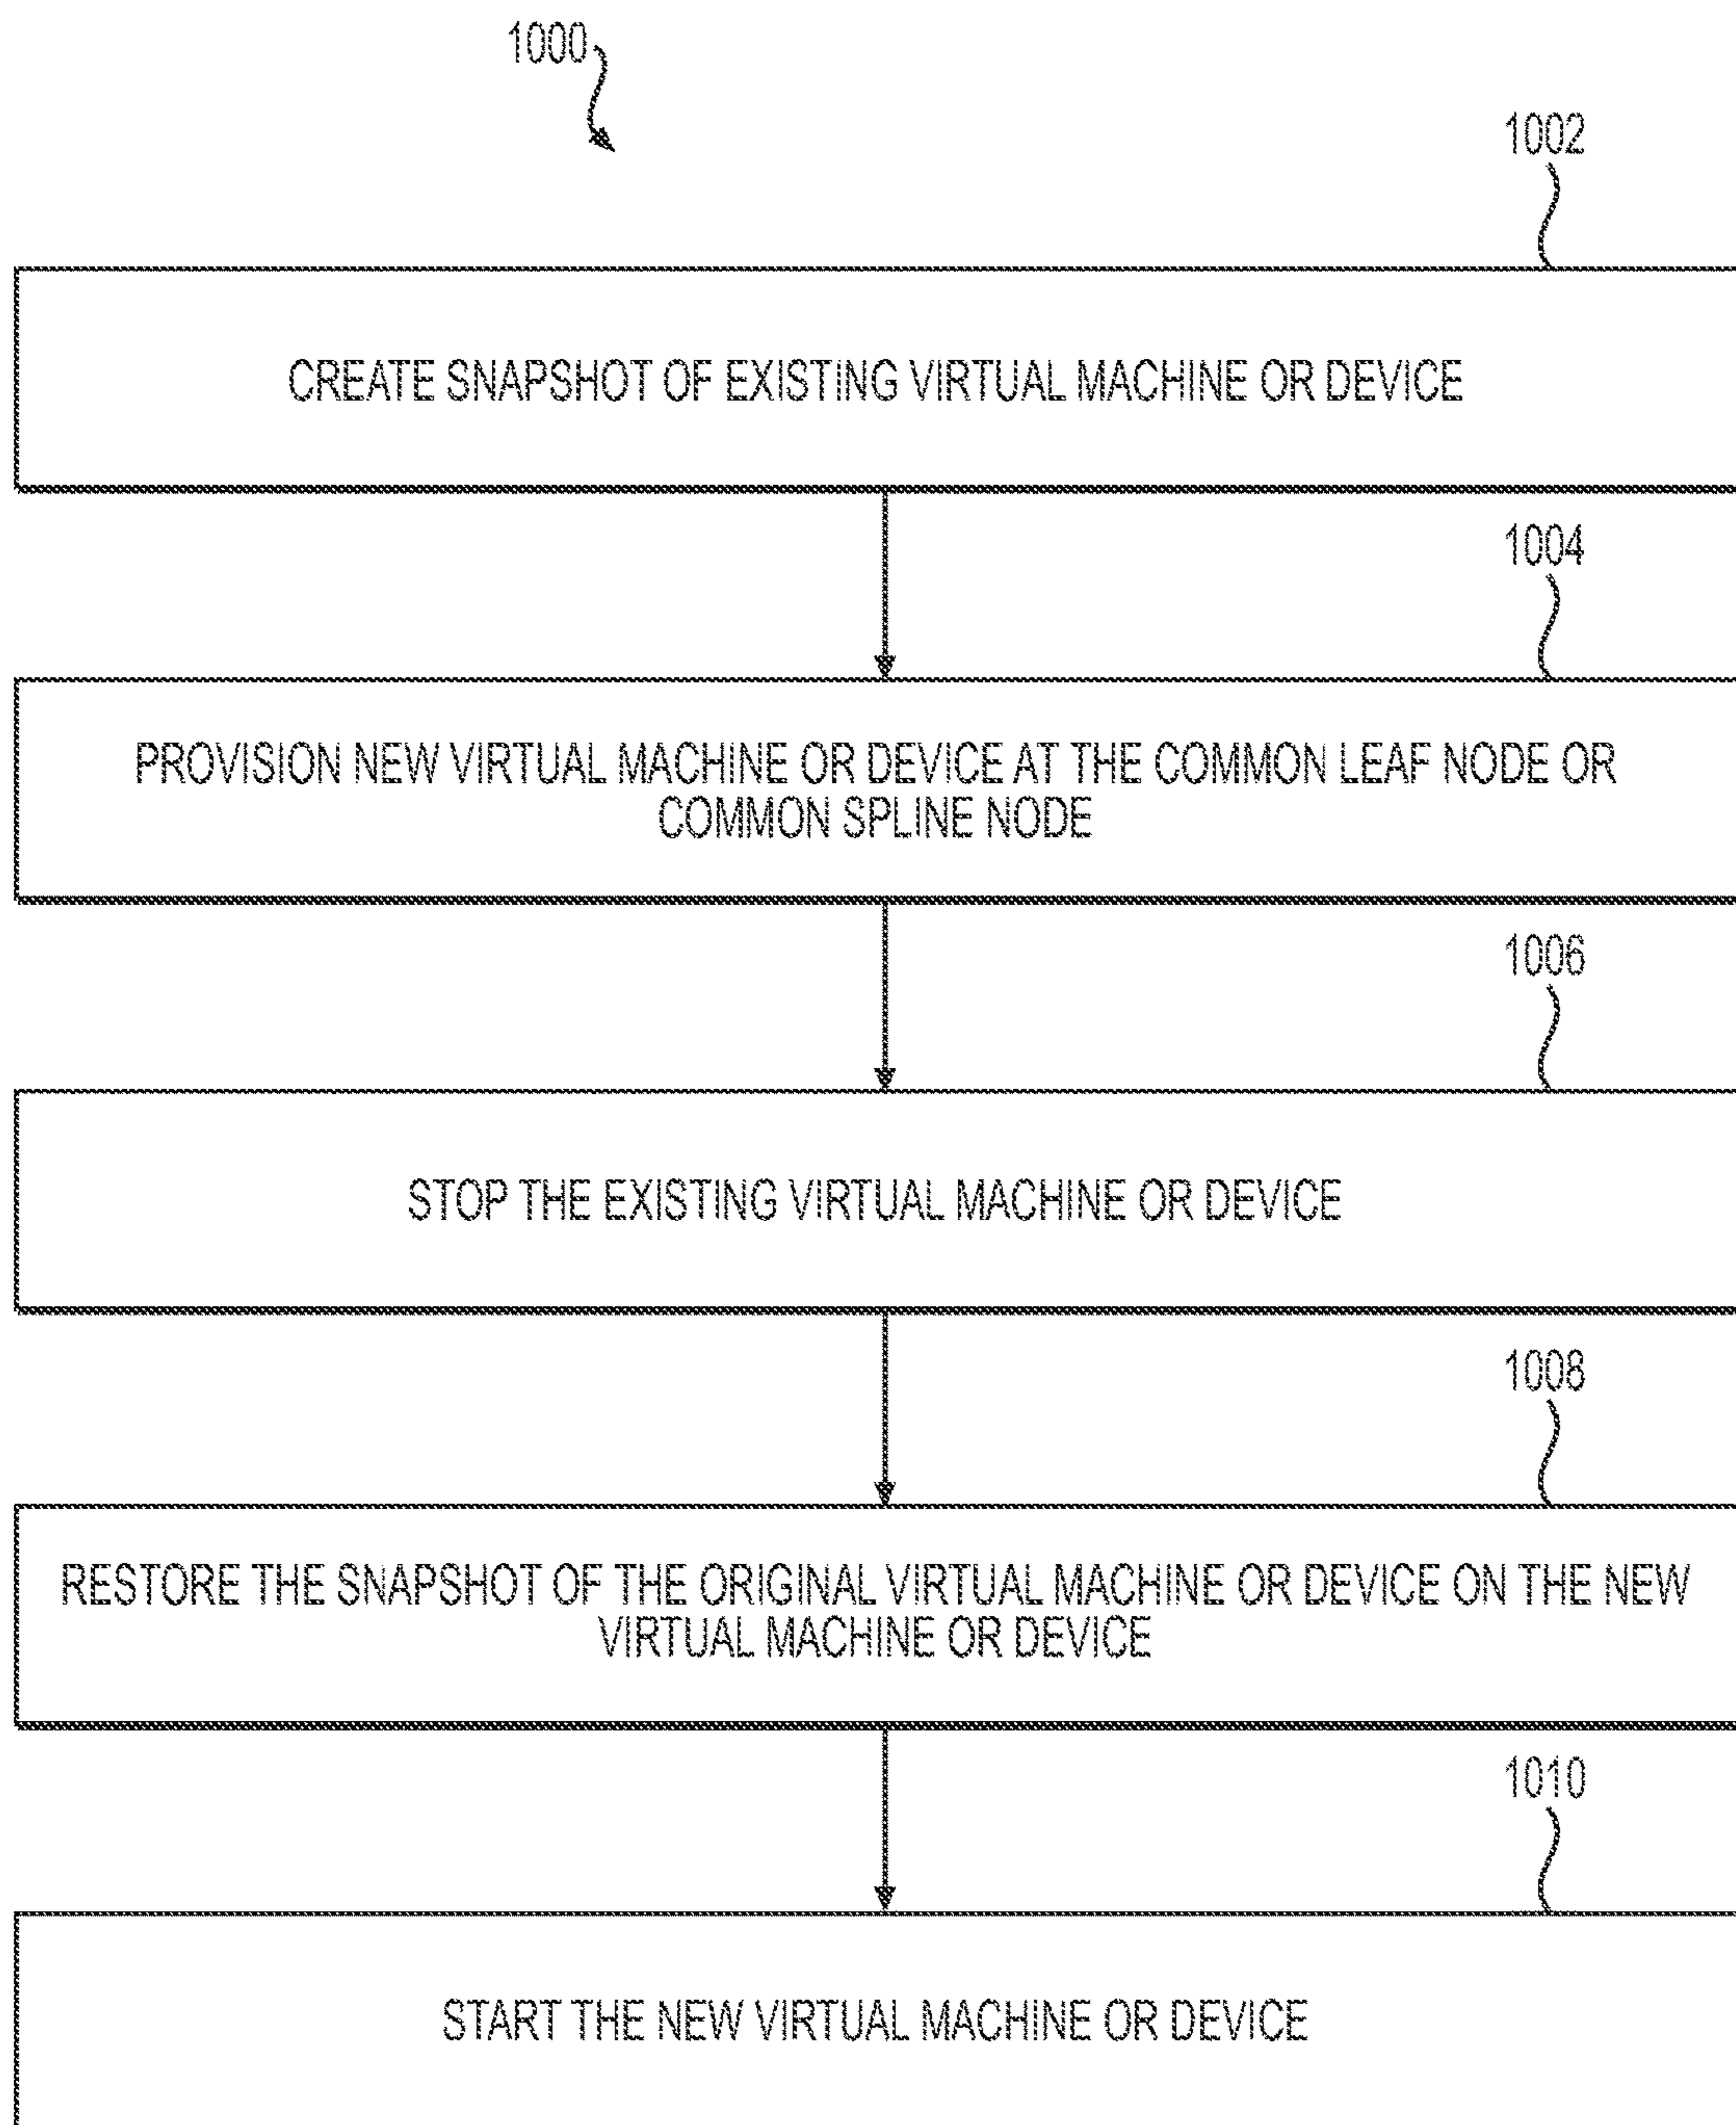 1000
1002
CREATE SNAPSHOT OF EXISTING VIRTUAL MACHINE OR DEVICE
1004
PROVISION NEW VIRTUAL MACHINE OR DEVICE AT THE COMMON LEAF NODE OR
COMMON SPLINE NODE
1006
STOP THE EXISTING VIRTUAL MACHINE OR DEVICE
1008
RESTORE THE SNAPSHOT OF THE ORIGINAL VIRTUAL MACHINE OR DEVICE ON THE NEW
VIRTUAL MACHINE OR DEVICE
1010
START THE NEW VIRTUAL MACHINE OR DEVICE